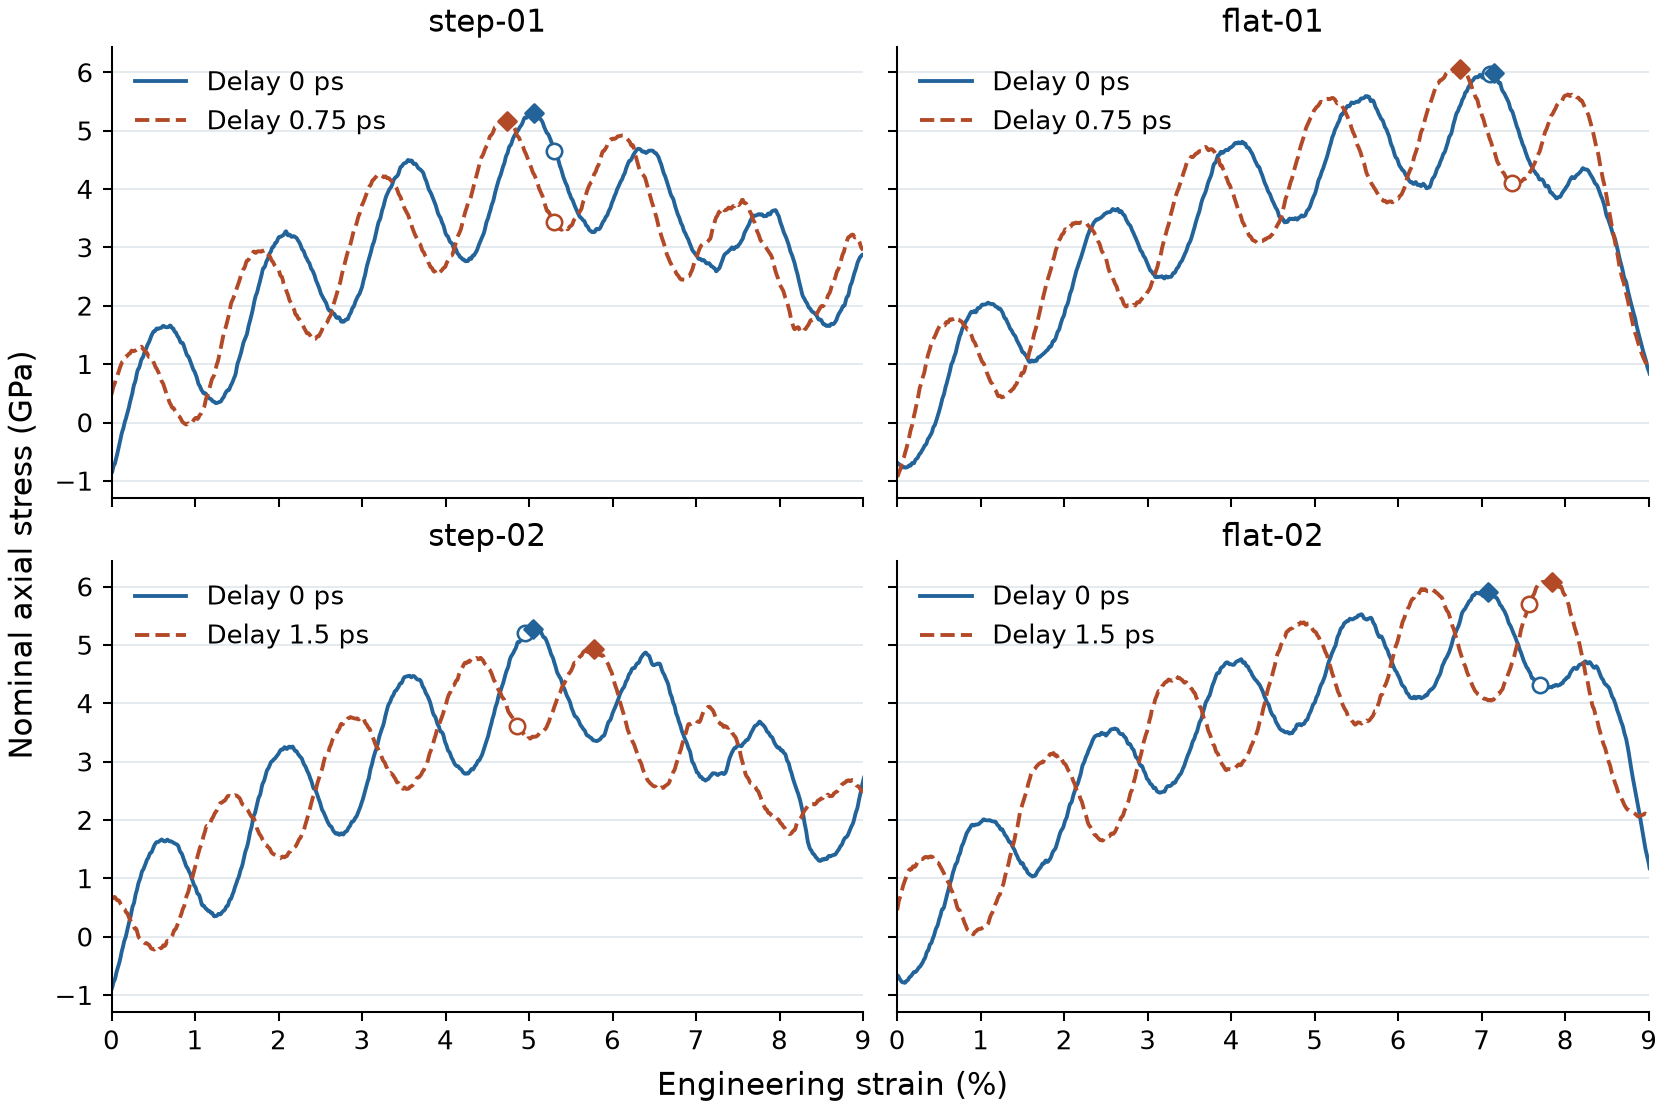 step-01
flat-01
Delay 0 ps
Delay 0.75 ps
Delay 0 ps
Delay 0.75 ps
6
5
4
3
2
1
0
−1
step-02
flat-02
Delay 0 ps
Delay 1.5 ps
Delay 0 ps
Delay 1.5 ps
6
5
4
3
2
1
0
−1
0 1 2 3 4 5 6 7 8 9
0 1 2 3 4 5 6 7 8 9
Nominal axial stress (GPa)
Engineering strain (%)